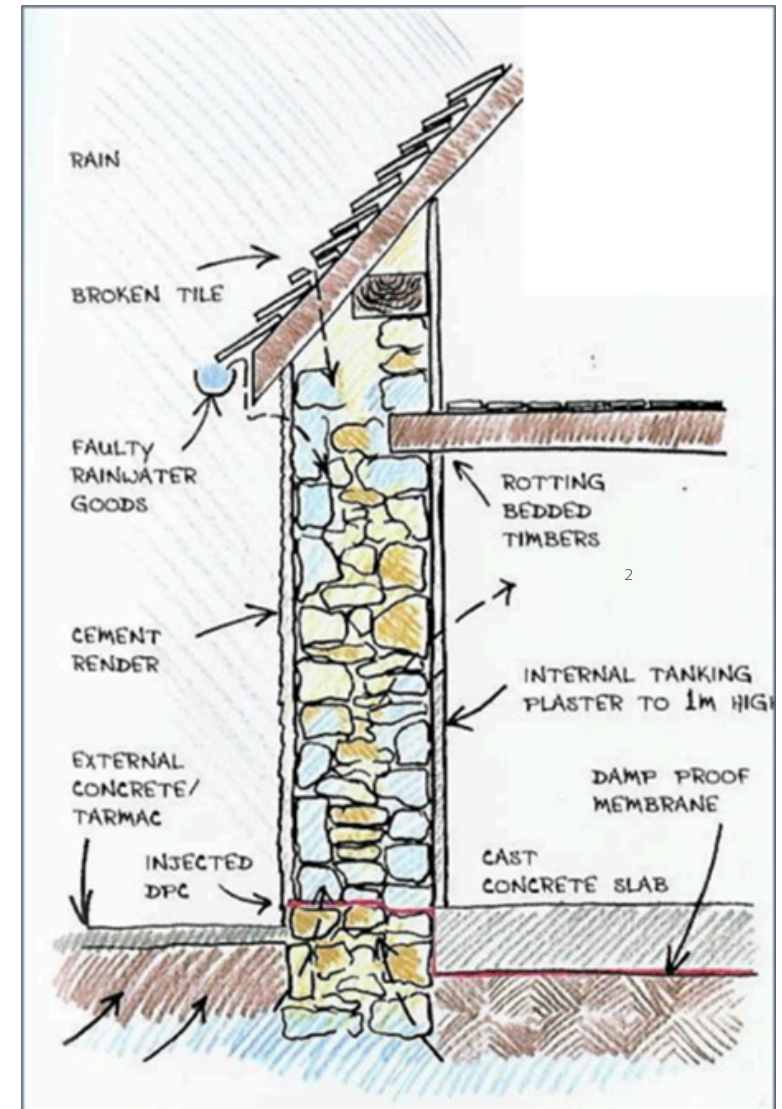 RAIN
BROKEN TILE
FAULTY
RAINWATER
GOODS
ROTTING
BEDDED
TIMBERS
2
CEMENT
RENDER
INTERNAL TANKING
PLASTER TO 1M HIGH
EXTERNAL
CONCRETE/
TARMAC
DAMP PROOF
MEMBRANE
INJECTED
DPC
CAST
CONCRETE SLAB